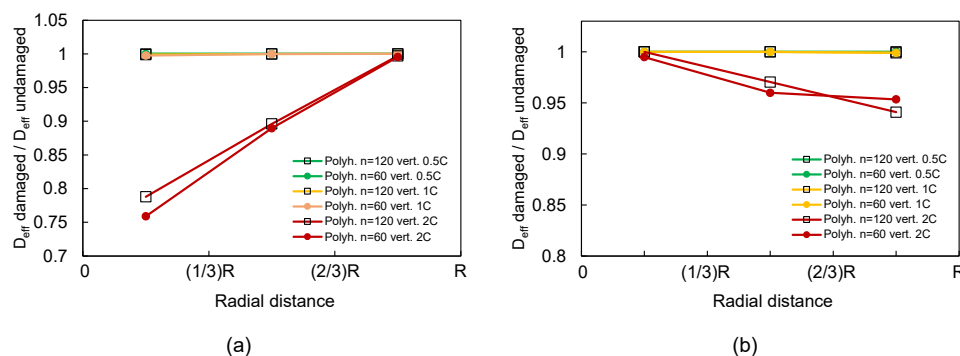 1.05
1
0.95
0.9
0.85
0.8
0.75
0.7
D_eff damaged / D_eff undamaged
Polyh. n=120 vert. 0.5C
Polyh. n=60 vert. 0.5C
Polyh. n=120 vert. 1C
Polyh. n=60 vert. 1C
Polyh. n=120 vert. 2C
Polyh. n=60 vert. 2C
0 (1/3)R (2/3)R R
Radial distance
(a)
1
0.95
0.9
0.85
0.8
D_eff damaged / D_eff undamaged
Polyh. n=120 vert. 0.5C
Polyh. n=60 vert. 0.5C
Polyh. n=120 vert. 1C
Polyh. n=60 vert. 1C
Polyh. n=120 vert. 2C
Polyh. n=60 vert. 2C
0 (1/3)R (2/3)R R
Radial distance
(b)